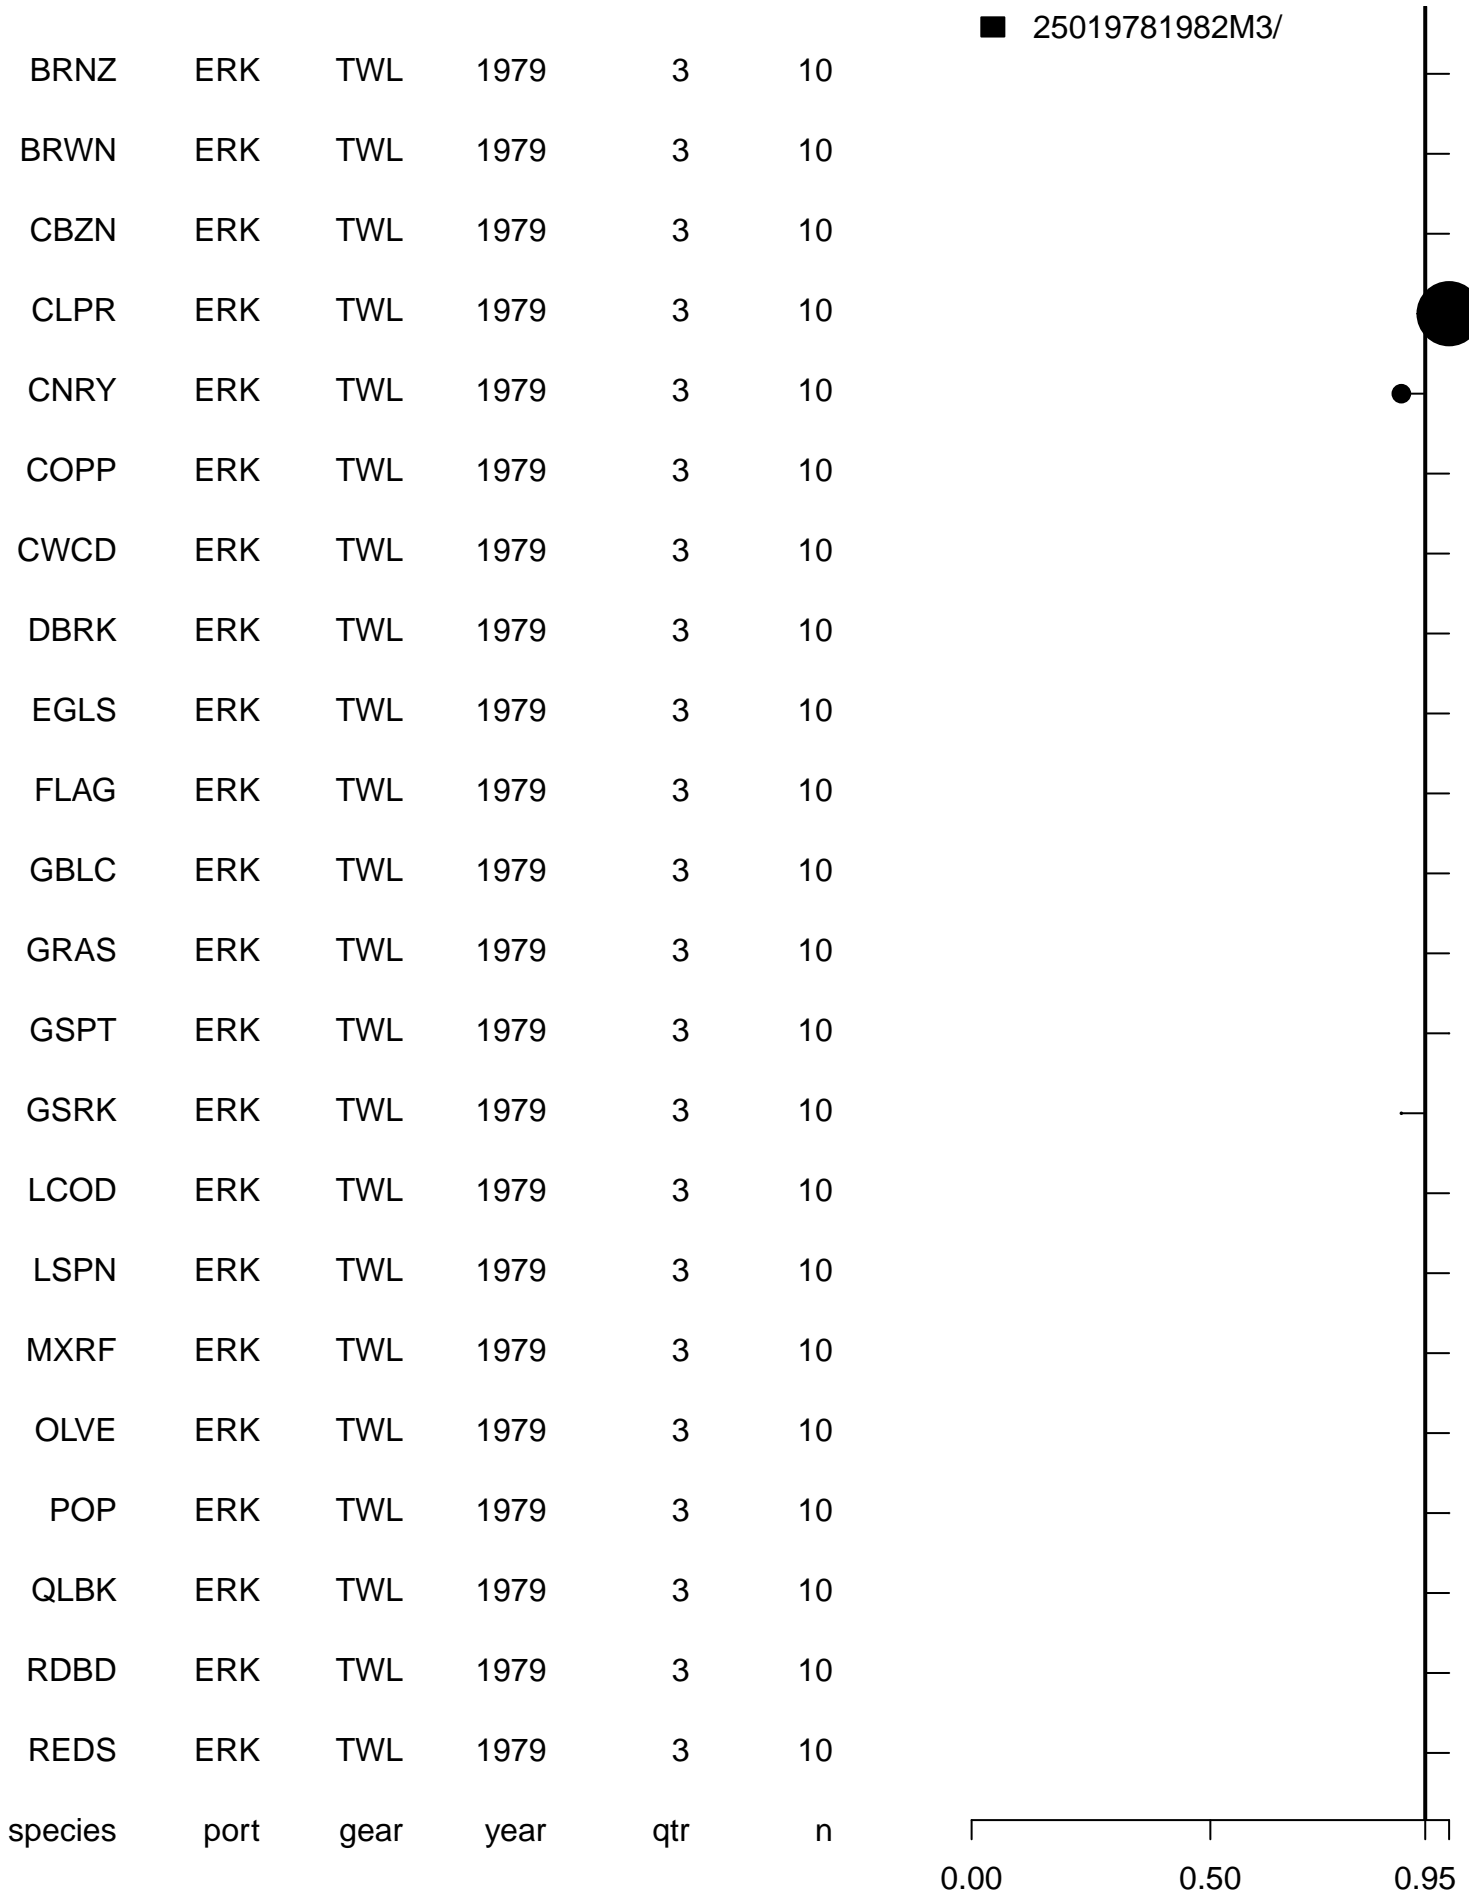 25019781982M3/
BRNZ ERK TWL 1979 3 10
BRWN ERK TWL 1979 3 10
CBZN ERK TWL 1979 3 10
CLPR ERK TWL 1979 3 10
CNRY ERK TWL 1979 3 10
COPP ERK TWL 1979 3 10
CWCD ERK TWL 1979 3 10
DBRK ERK TWL 1979 3 10
EGLS ERK TWL 1979 3 10
FLAG ERK TWL 1979 3 10
GBLC ERK TWL 1979 3 10
GRAS ERK TWL 1979 3 10
GSPT ERK TWL 1979 3 10
GSRK ERK TWL 1979 3 10
LCOD ERK TWL 1979 3 10
LSPN ERK TWL 1979 3 10
MXRF ERK TWL 1979 3 10
OLVE ERK TWL 1979 3 10
POP ERK TWL 1979 3 10
QLBK ERK TWL 1979 3 10
RDBD ERK TWL 1979 3 10
REDS ERK TWL 1979 3 10
species port gear year qtr n
0.00 0.50 0.95